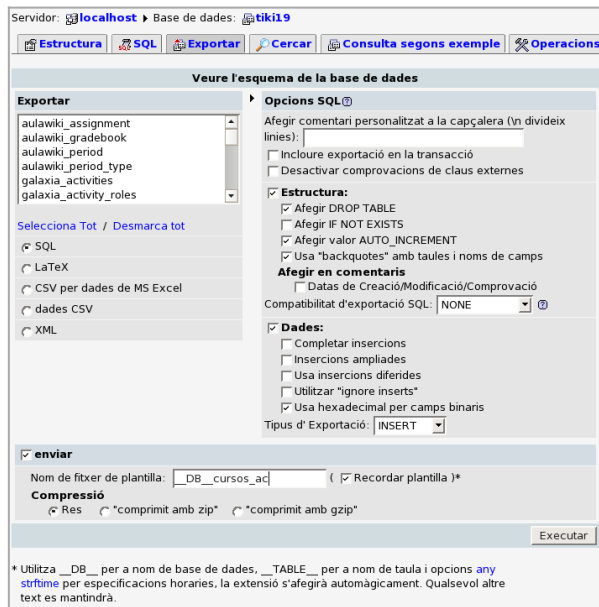 Servidor: localhost ▸ Base de dades: tiki19
Estructura SQL Exportar Cercar Consulta segons exemple Operacions
Veure l'esquema de la base de dades
Exportar
aulawiki_assignment
aulawiki_gradebook
aulawiki_period
aulawiki_period_type
galaxia_activities
galaxia_activity_roles
Selecciona Tot / Desmarca tot
SQL
LaTeX
CSV per dades de MS Excel
dades CSV
XML
Opcions SQL
Afegir comentari personalitzat a la capçalera (\n divideix
linies):
Incloure exportació en la transacció
Desactivar comprovacions de claus externes
Estructura:
Afegir DROP TABLE
Afegir IF NOT EXISTS
Afegir valor AUTO_INCREMENT
Usa "backquotes" amb taules i noms de camps
Afegir en comentaris
Datas de Creació/Modificació/Comprovació
Compatibilitat d'exportació SQL: NONE
Dades:
Completar insercions
Insercions ampliades
Usa insercions diferides
Utilitzar "ignore inserts"
Usa hexadecimal per camps binaris
Tipus d' Exportació: INSERT
enviar
Nom de fitxer de plantilla: __DB__cursos_ac ( Recordar plantilla )*
Compressió
Res "comprimit amb zip" "comprimit amb gzip"
Executar
* Utilitza __DB__ per a nom de base de dades, __TABLE__ per a nom de taula i opcions any
strftime per especificacions horaries, la extensió s'afegirà automàgicament. Qualsevol altre
text es mantindrà.